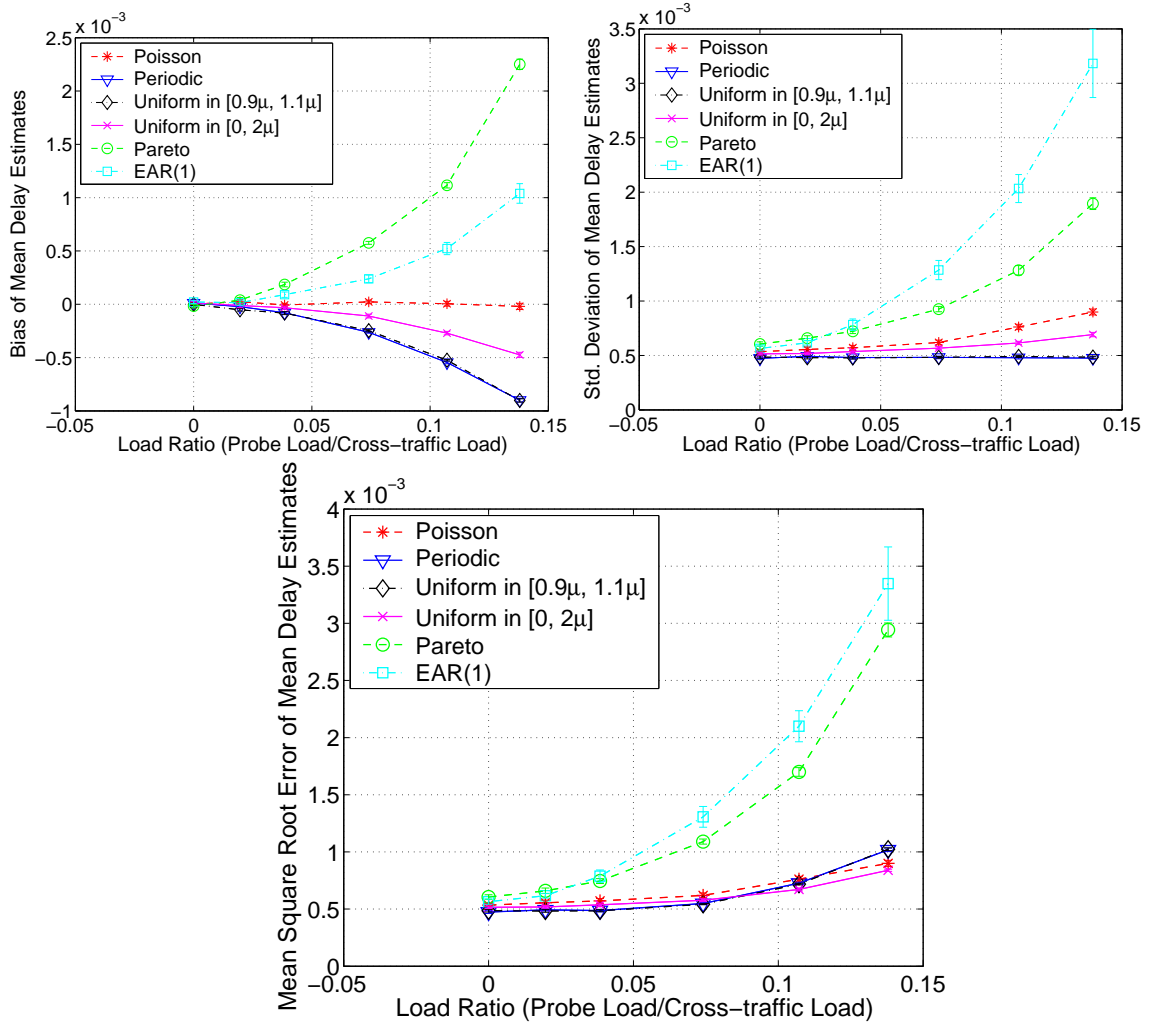 x 10−3
2.5
2
1.5
1
0.5
0
−0.5
−1
−0.05
0
0.05
0.1
0.15
Load Ratio (Probe Load/Cross−traffic Load)
Bias of Mean Delay Estimates
Poisson
Periodic
Uniform in [0.9μ, 1.1μ]
Uniform in [0, 2μ]
Pareto
EAR(1)
x 10−3
3.5
3
2.5
2
1.5
1
0.5
0
−0.05
0
0.05
0.1
0.15
Load Ratio (Probe Load/Cross−traffic Load)
Std. Deviation of Mean Delay Estimates
Poisson
Periodic
Uniform in [0.9μ, 1.1μ]
Uniform in [0, 2μ]
Pareto
EAR(1)
x 10−3
4
3.5
3
2.5
2
1.5
1
0.5
0
−0.05
0
0.05
0.1
0.15
Load Ratio (Probe Load/Cross−traffic Load)
Mean Square Root Error of Mean Delay Estimates
Poisson
Periodic
Uniform in [0.9μ, 1.1μ]
Uniform in [0, 2μ]
Pareto
EAR(1)